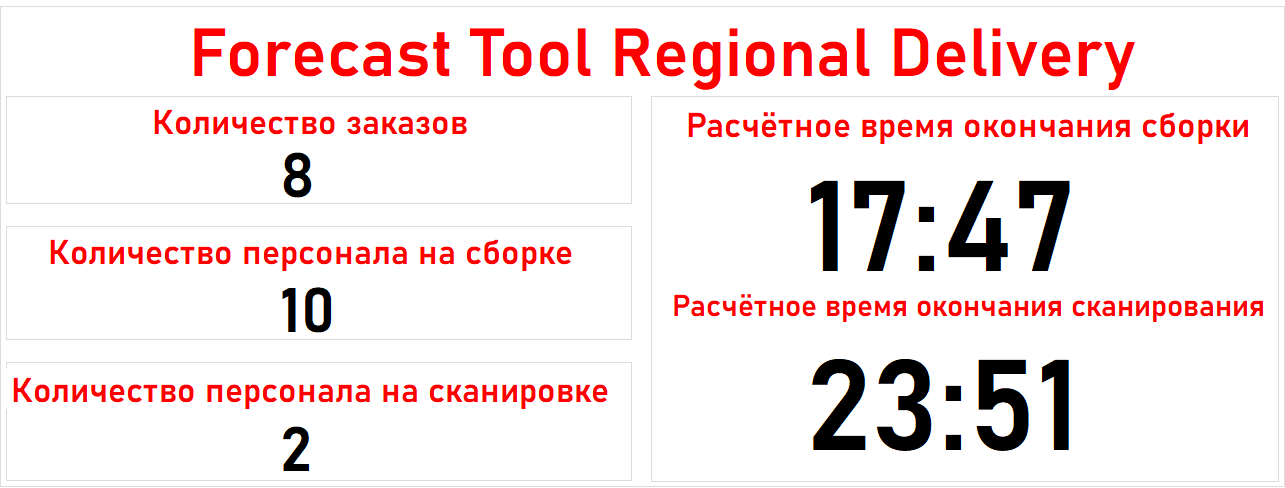 Forecast Tool Regional Delivery
Количество заказов
8
Количество персонала на сборке
10
Количество персонала на сканировке
2
Расчётное время окончания сборки
17:47
Расчётное время окончания сканирования
23:51